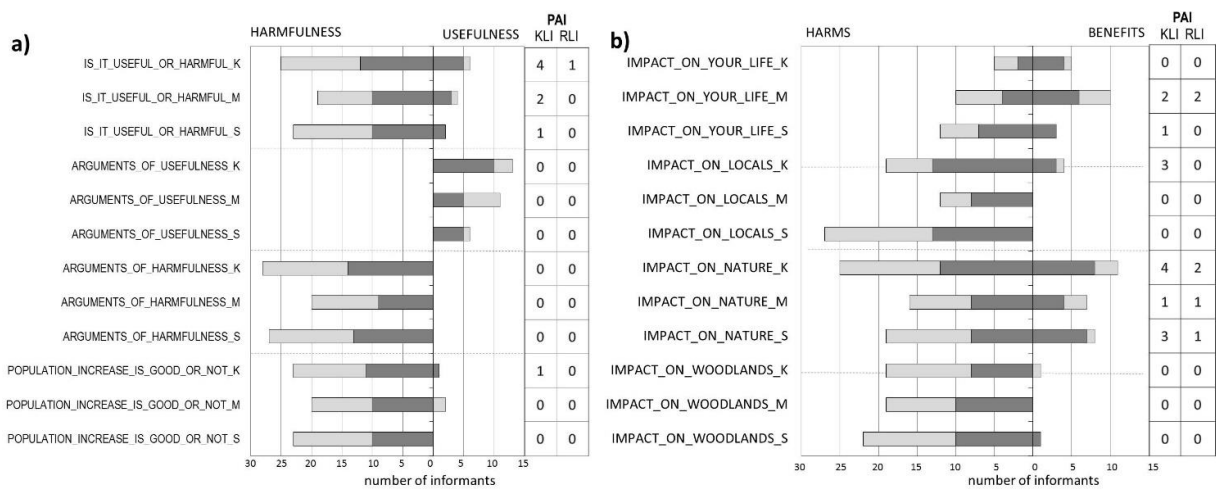 a)
HARMFULNESS
USEFULNESS
PAI
KLI RLI
IS_IT_USEFUL_OR_HARMFUL_K 4 1
IS_IT_USEFUL_OR_HARMFUL_M 2 0
IS_IT_USEFUL_OR_HARMFUL_S 1 0
ARGUMENTS_OF_USEFULNESS_K 0 0
ARGUMENTS_OF_USEFULNESS_M 0 0
ARGUMENTS_OF_USEFULNESS_S 0 0
ARGUMENTS_OF_HARMFULNESS_K 0 0
ARGUMENTS_OF_HARMFULNESS_M 0 0
ARGUMENTS_OF_HARMFULNESS_S 0 0
POPULATION_INCREASE_IS_GOOD_OR_NOT_K 1 0
POPULATION_INCREASE_IS_GOOD_OR_NOT_M 0 0
POPULATION_INCREASE_IS_GOOD_OR_NOT_S 0 0
30 25 20 15 10 5 0 5 10 15
number of informants
b)
HARMS
BENEFITS
PAI
KLI RLI
IMPACT_ON_YOUR_LIFE_K 0 0
IMPACT_ON_YOUR_LIFE_M 2 2
IMPACT_ON_YOUR_LIFE_S 1 0
IMPACT_ON_LOCALS_K 3 0
IMPACT_ON_LOCALS_M 0 0
IMPACT_ON_LOCALS_S 0 0
IMPACT_ON_NATURE_K 4 2
IMPACT_ON_NATURE_M 1 1
IMPACT_ON_NATURE_S 3 1
IMPACT_ON_WOODLANDS_K 0 0
IMPACT_ON_WOODLANDS_M 0 0
IMPACT_ON_WOODLANDS_S 0 0
30 25 20 15 10 5 0 5 10 15
number of informants